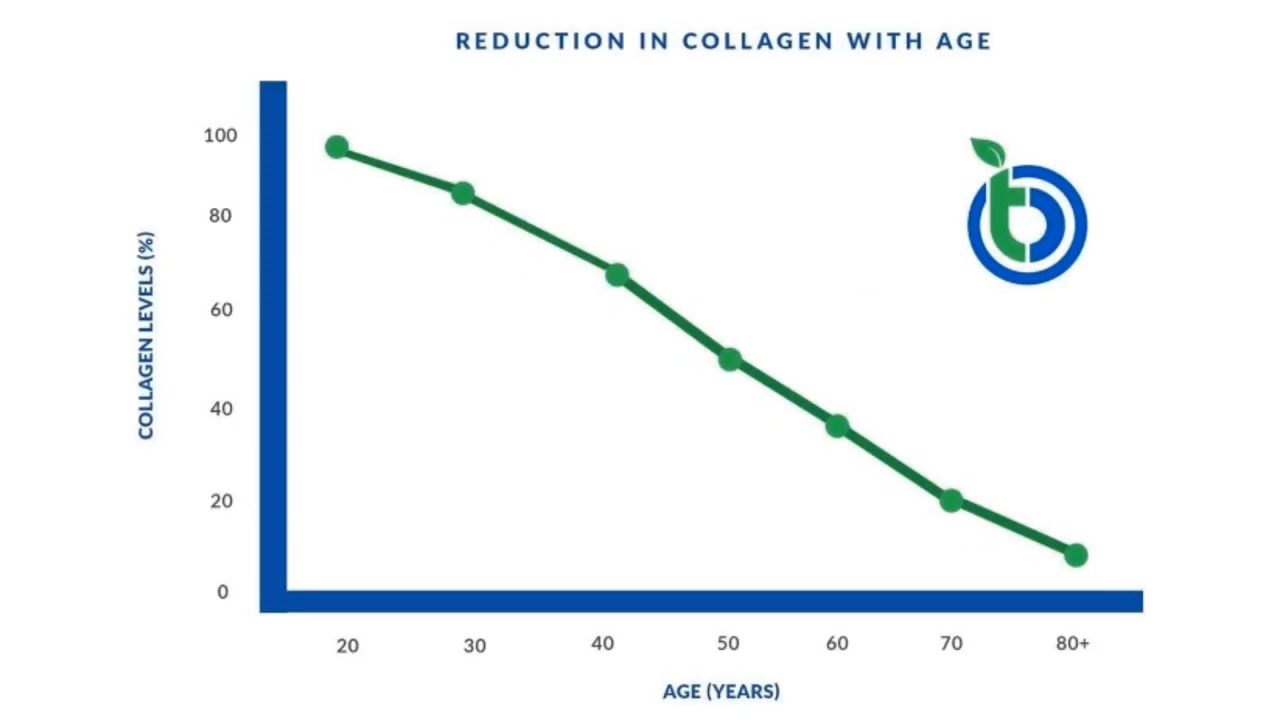 REDUCTION IN COLLAGEN WITH AGE
100
80
60
40
20
0
COLLAGEN LEVELS (%)
20 30 40 50 60 70 80+
AGE (YEARS)